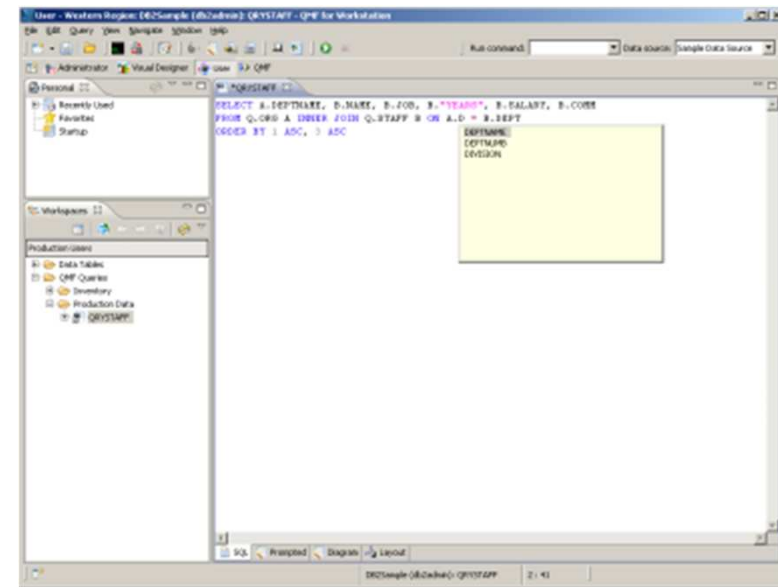 User - Western Region: DB2Sample (db2admin): QRYSTAFF - QMF for Workstation
File Edit Query View Navigate Window Help
Run command: Data source: Sample Data Source
Administrator Visual Designer User QMF
Personal
Recently Used
Favorites
Startup
*QRYSTAFF
SELECT A.DEPTNAME, B.NAME, B.JOB, B."YEARS", B.SALARY, B.COMM
FROM Q.ORG A INNER JOIN Q.STAFF B ON A.D = B.DEPT
ORDER BY 1 ASC, 3 ASC
DEPTNAME
DEPTNUMB
DIVISION
Workspaces
Production Users
Data Tables
QMF Queries
Inventory
Production Data
QRYSTAFF
SQL Prompted Diagram Layout
DB2Sample (db2admin): QRYSTAFF 2 : 41